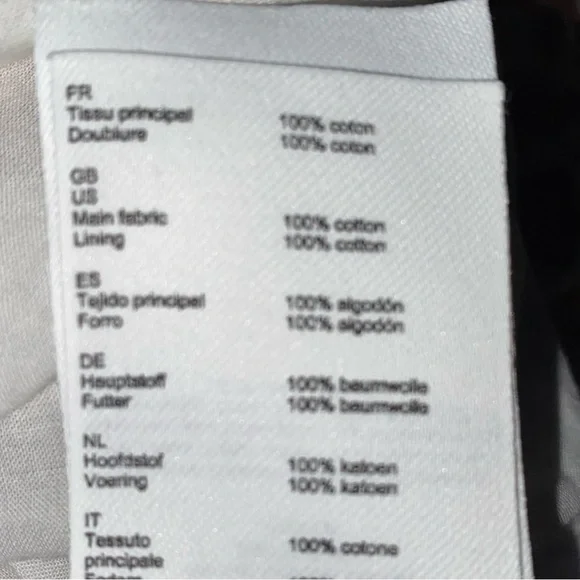 FR
Tissu principal 100% coton
Doublure 100% coton
GB
US
Main fabric 100% cotton
Lining 100% cotton
ES
Tejido principal 100% algodón
Forro 100% algodón
DE
Hauptstoff 100% baumwolle
Futter 100% baumwolle
NL
Hoofdstof 100% katoen
Voering 100% katoen
IT
Tessuto 100% cotone
principale